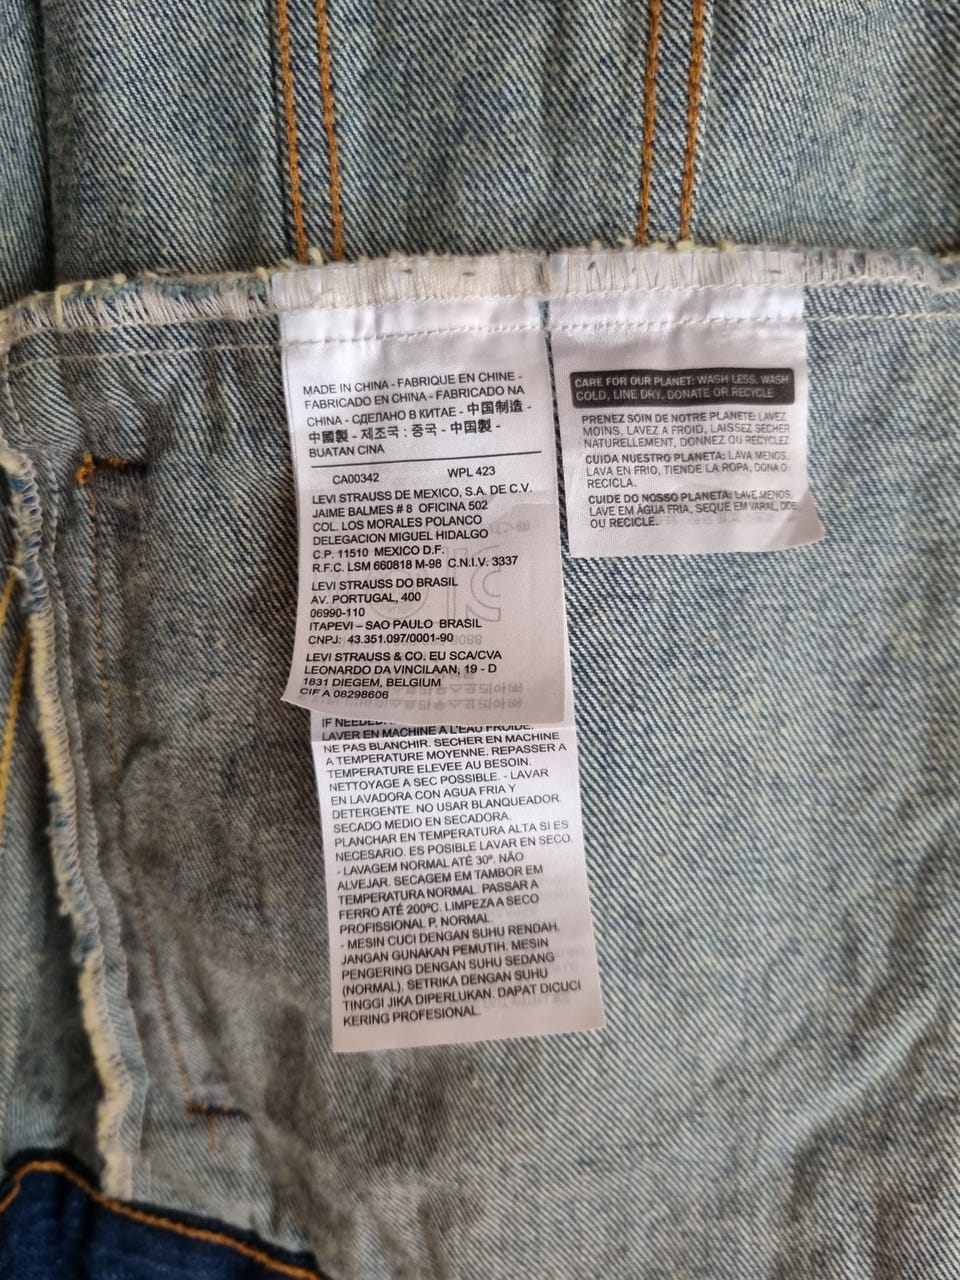 MADE IN CHINA - FABRIQUE EN CHINE -
FABRICADO EN CHINA - FABRICADO NA
CHINA - СДЕЛАНО В КИТАЕ - 中国制造 -
中國製 - 제조국 : 중국 - 中国製 -
BUATAN CINA
CA00342 WPL 423
LEVI STRAUSS DE MEXICO, S.A. DE C.V.
JAIME BALMES # 8 OFICINA 502
COL. LOS MORALES POLANCO
DELEGACION MIGUEL HIDALGO
C.P. 11510 MEXICO D.F.
R.F.C. LSM 660818 M-98 C.N.I.V. 3337
LEVI STRAUSS DO BRASIL
AV. PORTUGAL, 400
06990-110
ITAPEVI – SAO PAULO BRASIL
CNPJ: 43.351.097/0001-90
LEVI STRAUSS & CO. EU SCA/CVA
LEONARDO DA VINCILAAN, 19 - D
1831 DIEGEM, BELGIUM
CIF A 08298606
IF NEEDED
LAVER EN MACHINE A L'EAU FROIDE.
NE PAS BLANCHIR. SECHER EN MACHINE
A TEMPERATURE MOYENNE. REPASSER A
TEMPERATURE ELEVEE AU BESOIN.
NETTOYAGE A SEC POSSIBLE. - LAVAR
EN LAVADORA CON AGUA FRIA Y
DETERGENTE. NO USAR BLANQUEADOR.
SECADO MEDIO EN SECADORA.
PLANCHAR EN TEMPERATURA ALTA SI ES
NECESARIO. ES POSIBLE LAVAR EN SECO.
- LAVAGEM NORMAL ATÉ 30º. NÃO
ALVEJAR. SECAGEM EM TAMBOR EM
TEMPERATURA NORMAL. PASSAR A
FERRO ATÉ 200ºC. LIMPEZA A SECO
PROFISSIONAL P, NORMAL.
- MESIN CUCI DENGAN SUHU RENDAH.
JANGAN GUNAKAN PEMUTIH. MESIN
PENGERING DENGAN SUHU SEDANG
(NORMAL). SETRIKA DENGAN SUHU
TINGGI JIKA DIPERLUKAN. DAPAT DICUCI
KERING PROFESIONAL.
CARE FOR OUR PLANET: WASH LESS, WASH
COLD, LINE DRY, DONATE OR RECYCLE
PRENEZ SOIN DE NOTRE PLANETE: LAVEZ
MOINS, LAVEZ A FROID, LAISSEZ SECHER
NATURELLEMENT, DONNEZ OU RECYCLEZ
CUIDA NUESTRO PLANETA: LAVA MENOS,
LAVA EN FRIO, TIENDE LA ROPA, DONA O
RECICLA.
CUIDE DO NOSSO PLANETA: LAVE MENOS,
LAVE EM ÁGUA FRIA, SEQUE EM VARAL, DOE
OU RECICLE.